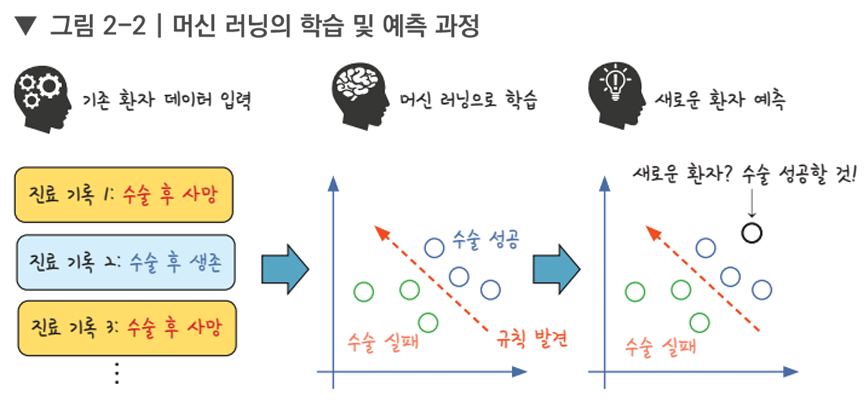 ▼ 그림 2-2 | 머신 러닝의 학습 및 예측 과정
기존 환자 데이터 입력
머신 러닝으로 학습
새로운 환자 예측
진료 기록 1: 수술 후 사망
진료 기록 2: 수술 후 생존
진료 기록 3: 수술 후 사망
⋮
수술 성공
수술 실패
규칙 발견
새로운 환자? 수술 성공할 것!
수술 실패